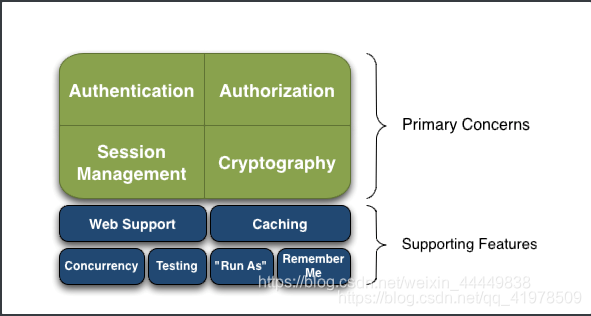 Authentication
Authorization
Session
Management
Cryptography
Primary Concerns
Web Support
Caching
Supporting Features
Concurrency
Testing
"Run As"
Remember
Me
https://blog.csdn.net/weixin_44449838
https://blog.csdn.net/qq_41978509